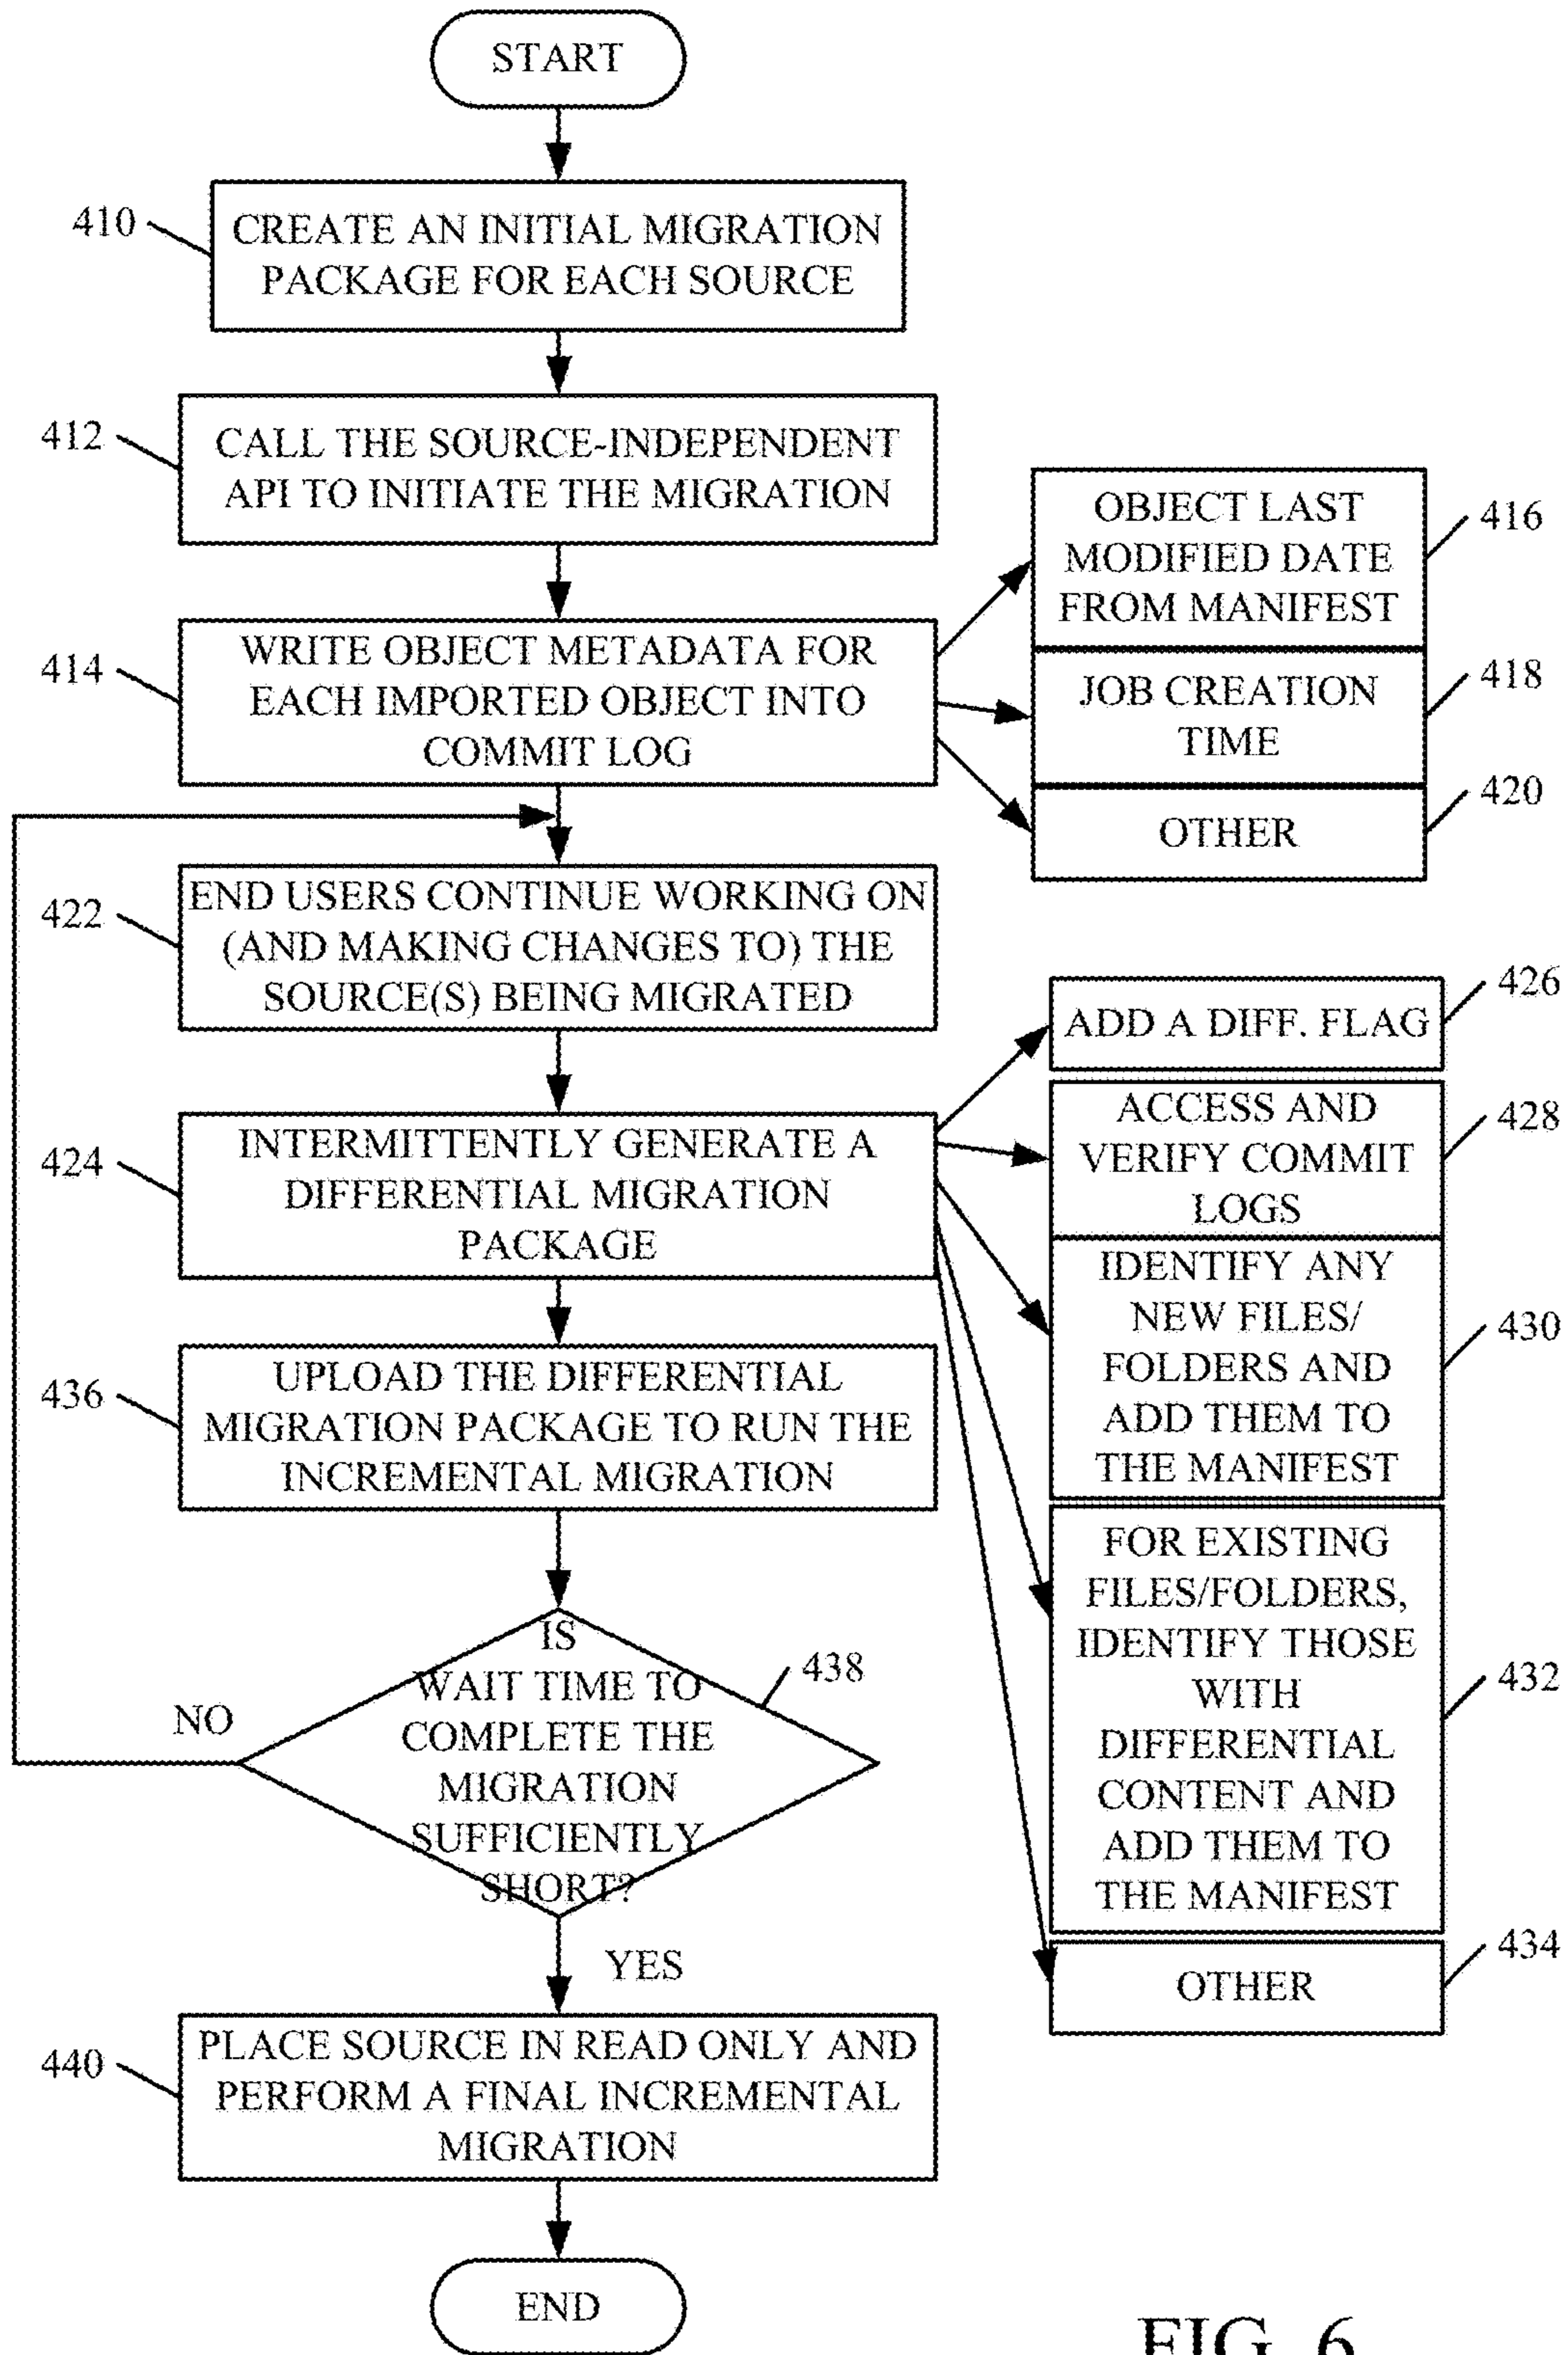 START
410
CREATE AN INITIAL MIGRATION
PACKAGE FOR EACH SOURCE
412
CALL THE SOURCE-INDEPENDENT
API TO INITIATE THE MIGRATION
414
WRITE OBJECT METADATA FOR
EACH IMPORTED OBJECT INTO
COMMIT LOG
OBJECT LAST
MODIFIED DATE
FROM MANIFEST
416
JOB CREATION
TIME
418
OTHER
420
422
END USERS CONTINUE WORKING ON
(AND MAKING CHANGES TO) THE
SOURCE(S) BEING MIGRATED
424
INTERMITTENTLY GENERATE A
DIFFERENTIAL MIGRATION
PACKAGE
ADD A DIFF. FLAG
426
ACCESS AND
VERIFY COMMIT
LOGS
428
IDENTIFY ANY
NEW FILES/
FOLDERS AND
ADD THEM TO
THE MANIFEST
430
FOR EXISTING
FILES/FOLDERS,
IDENTIFY THOSE
WITH
DIFFERENTIAL
CONTENT AND
ADD THEM TO
THE MANIFEST
432
OTHER
434
436
UPLOAD THE DIFFERENTIAL
MIGRATION PACKAGE TO RUN THE
INCREMENTAL MIGRATION
IS
WAIT TIME TO
COMPLETE THE
MIGRATION
SUFFICIENTLY
SHORT?
438
NO
YES
440
PLACE SOURCE IN READ ONLY AND
PERFORM A FINAL INCREMENTAL
MIGRATION
END
FIG. 6